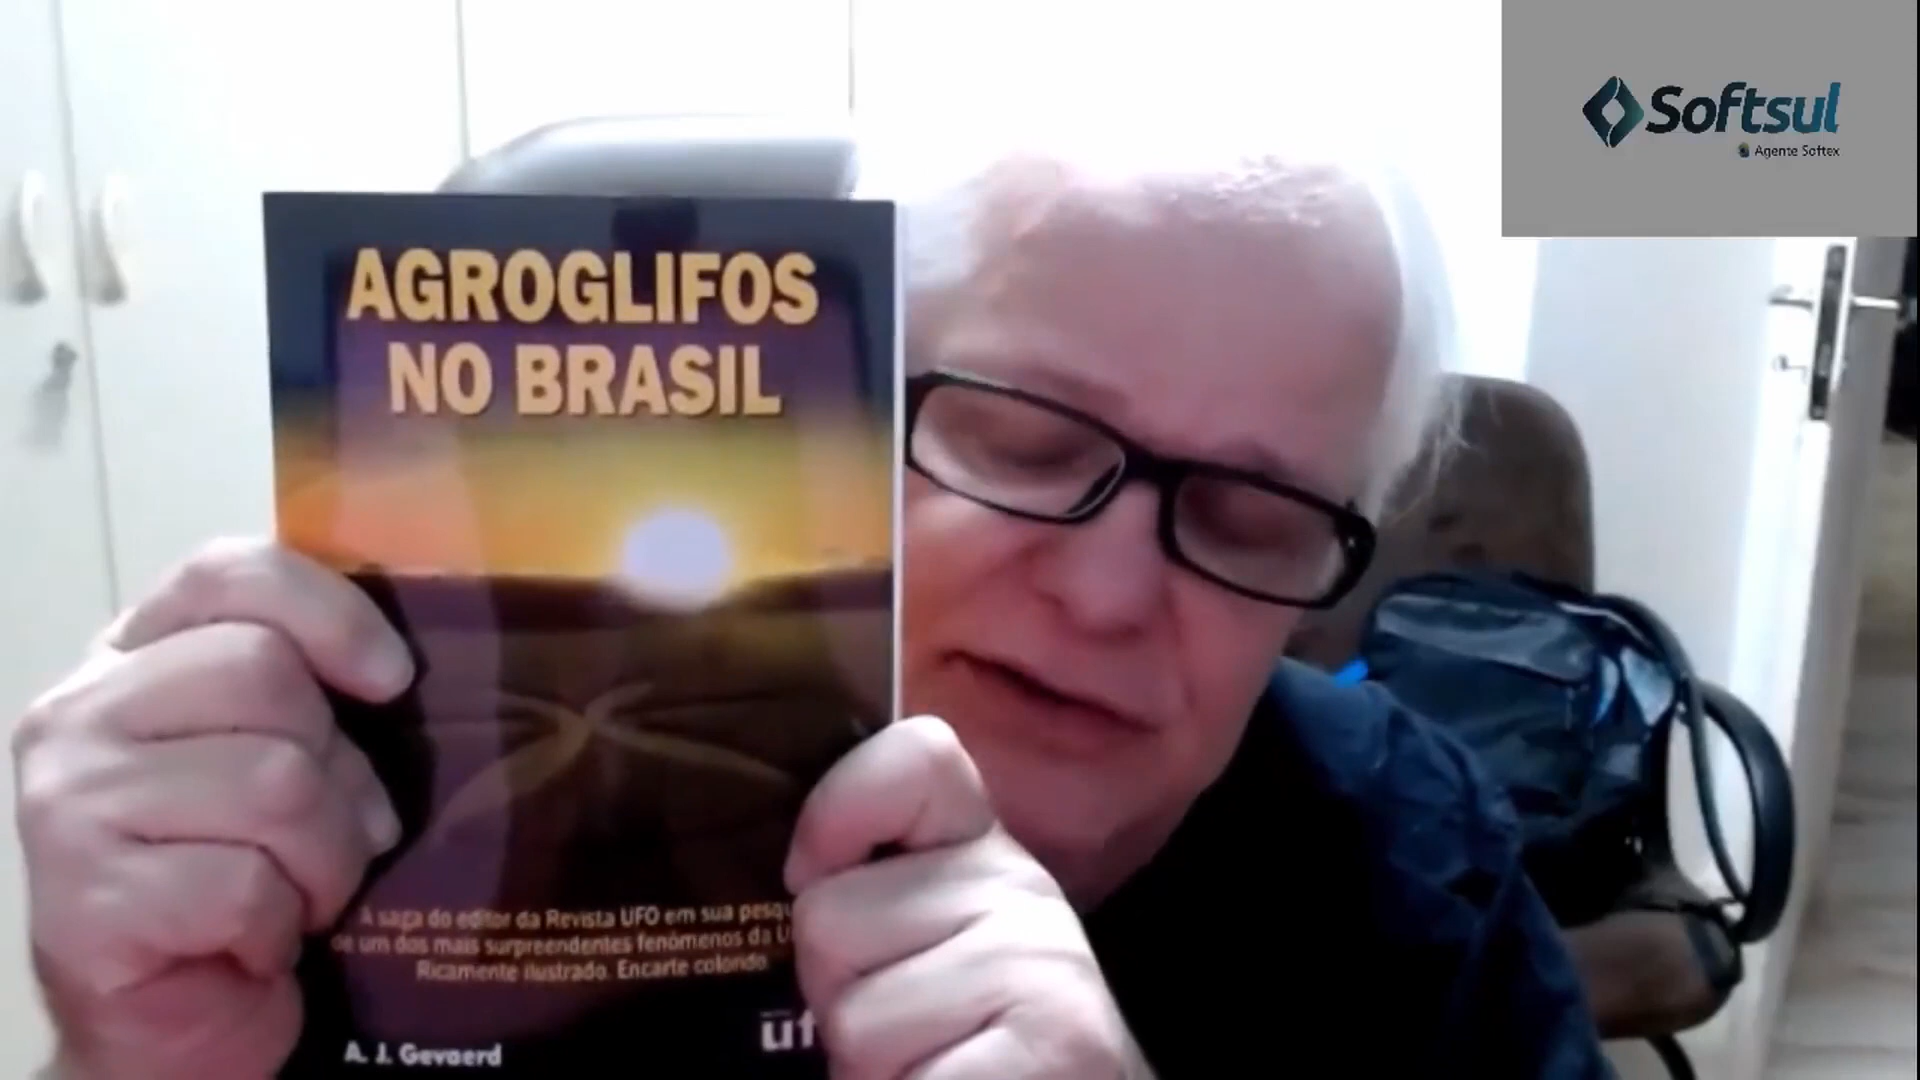 Softsul
Agente Softex
AGROGLIFOS
NO BRASIL
A saga do editor da Revista UFO em sua
de um dos mais surpreendentes fenômenos da
Ricamente ilustrado. Encarte colorido
A. J. Gevaerd